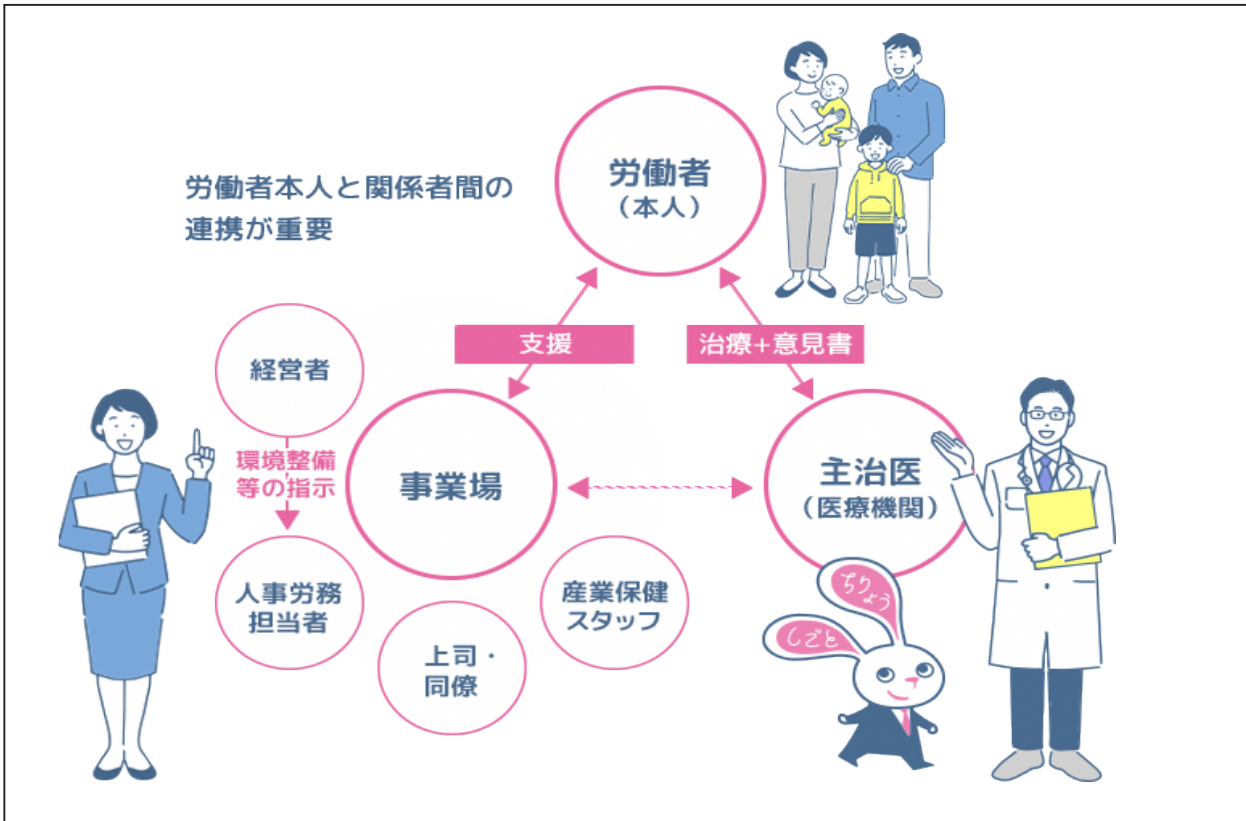 労働者本人と関係者間の
連携が重要
労働者
（本人）
支援
治療+意見書
経営者
環境整備
等の指示
事業場
主治医
（医療機関）
人事労務
担当者
上司・
同僚
産業保健
スタッフ
ちりょう
しごと